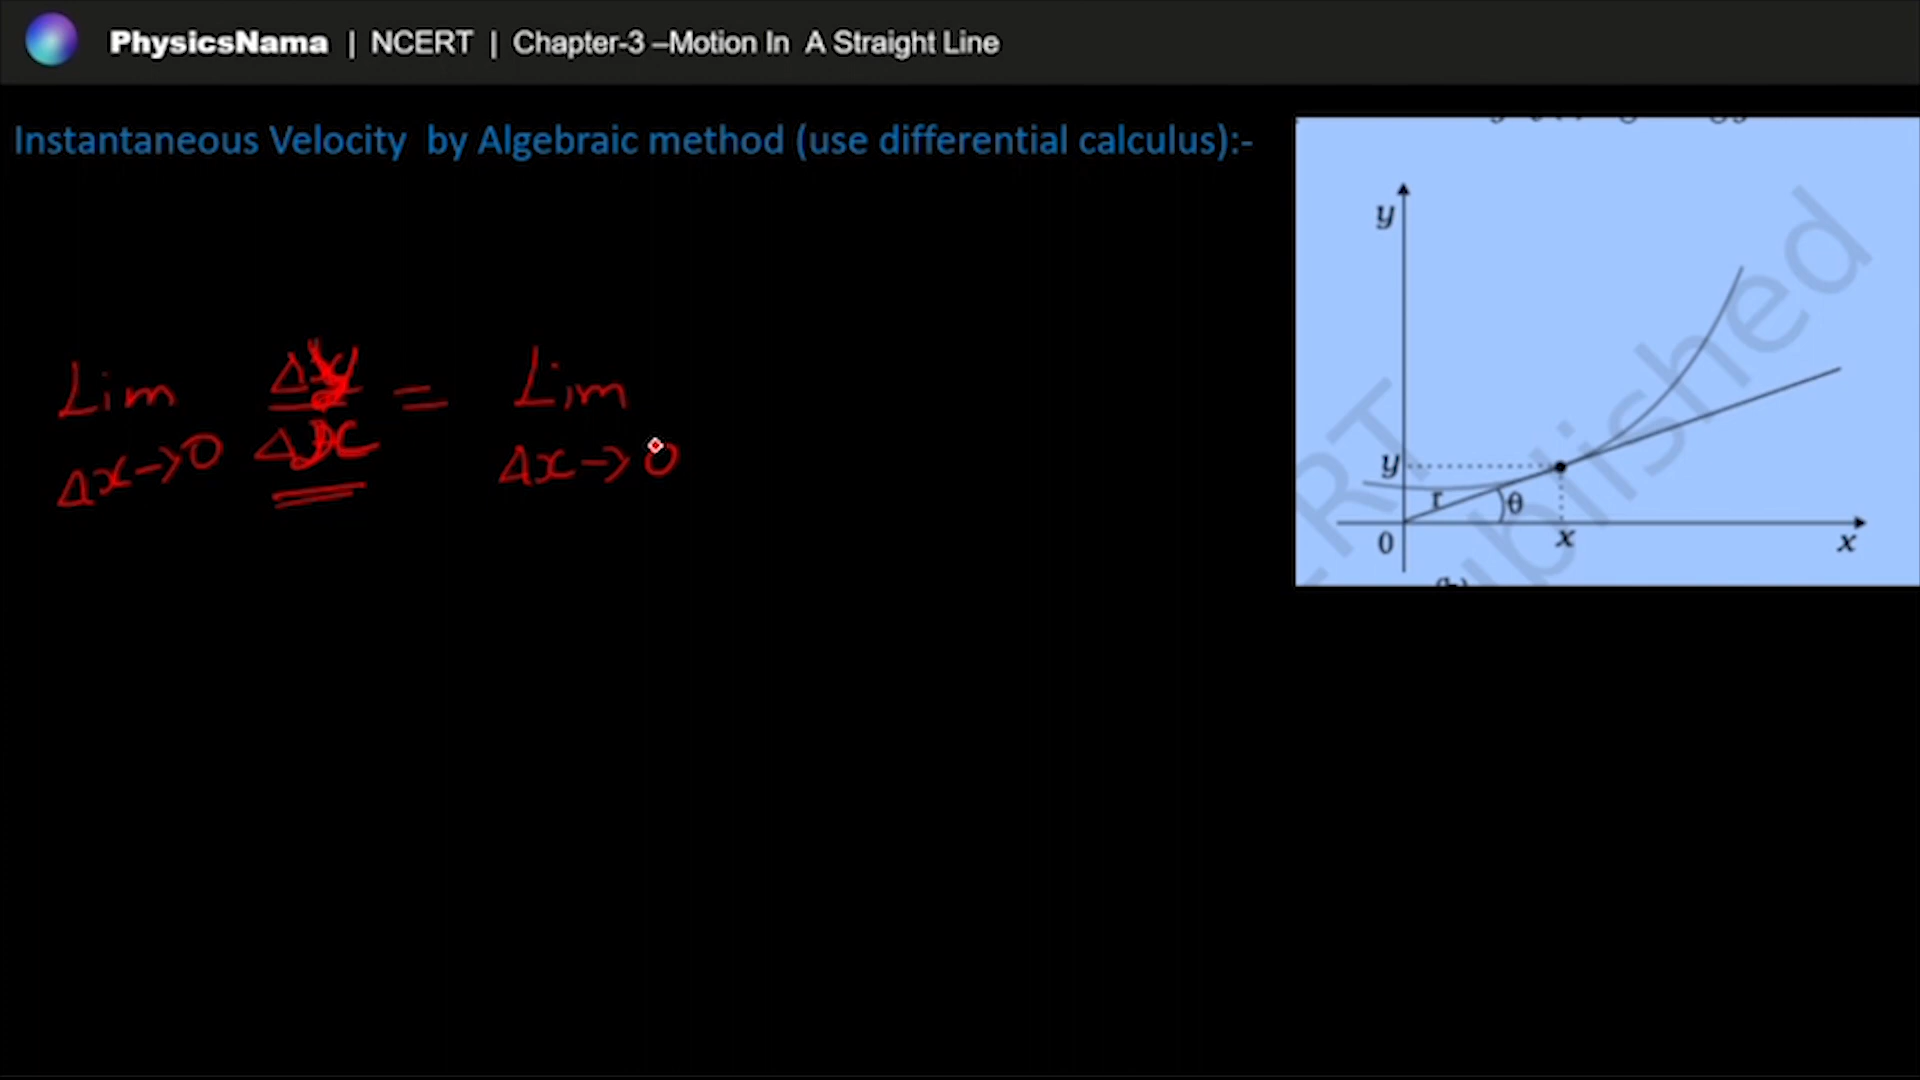 PhysicsNama | NCERT | Chapter-3 –Motion In A Straight Line
Instantaneous Velocity by Algebraic method (use differential calculus):-
Lim Δy = Lim
Δx→0 Δx Δx→0
y
y
r θ
0 x x
ublished